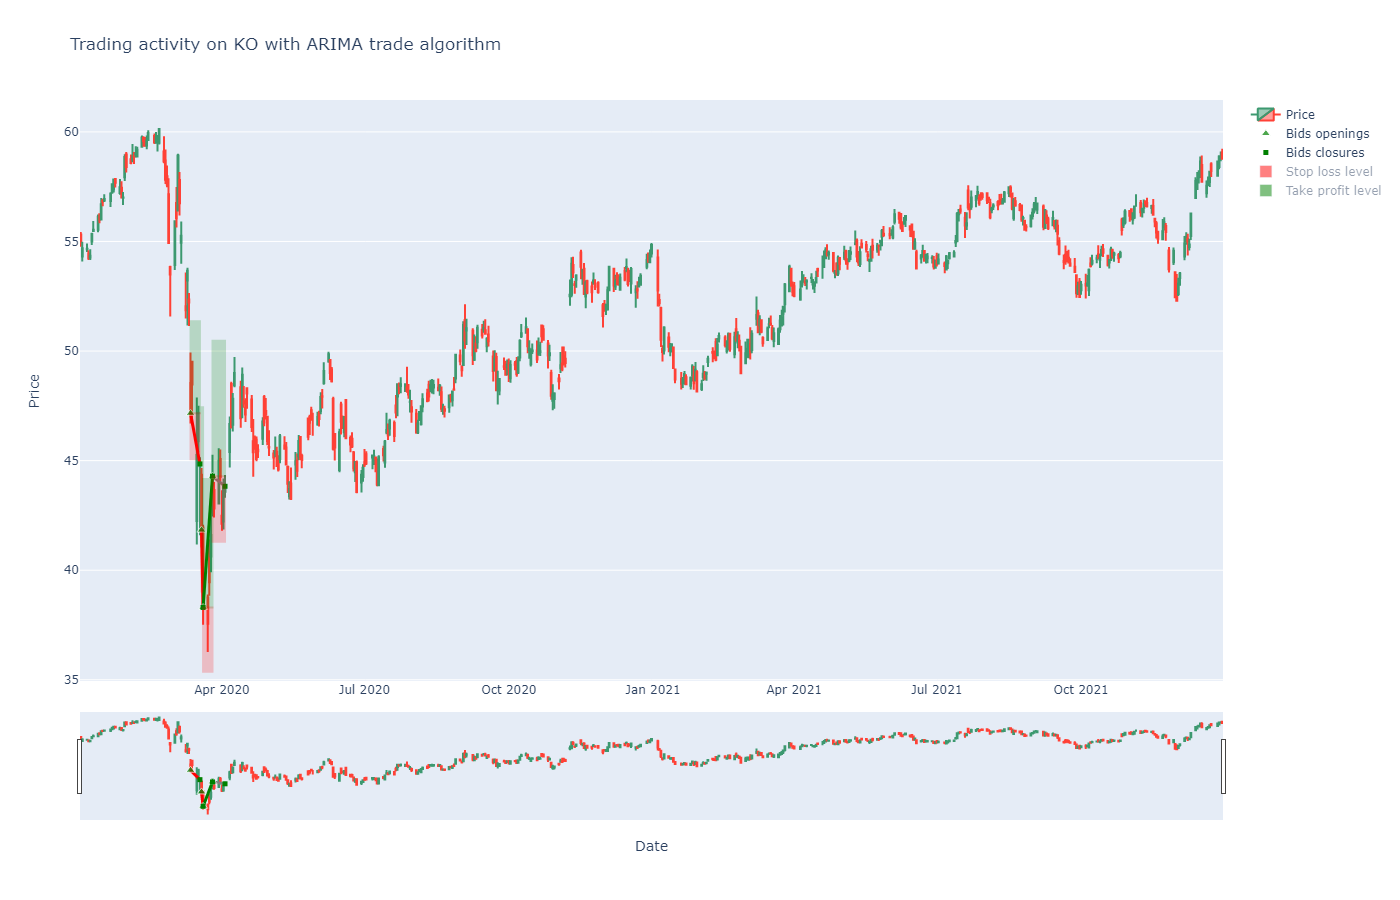 Trading activity on KO with ARIMA trade algorithm
Price
Bids openings
Bids closures
Stop loss level
Take profit level
60
55
50
45
40
35
Price
Apr 2020
Jul 2020
Oct 2020
Jan 2021
Apr 2021
Jul 2021
Oct 2021
Date